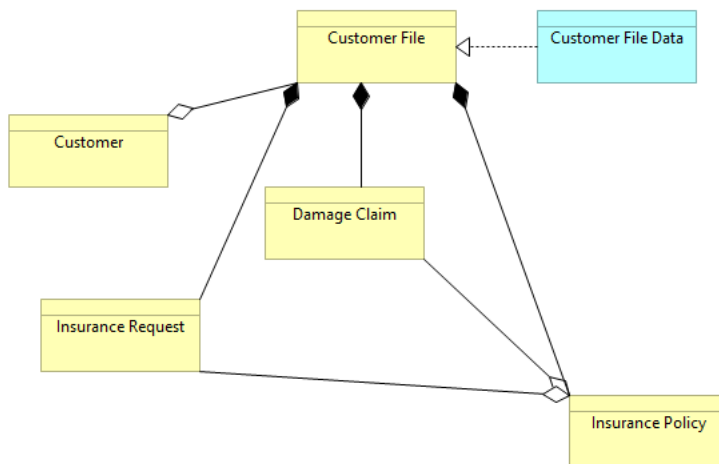 Customer File
Customer File Data
Customer
Damage Claim
Insurance Request
Insurance Policy